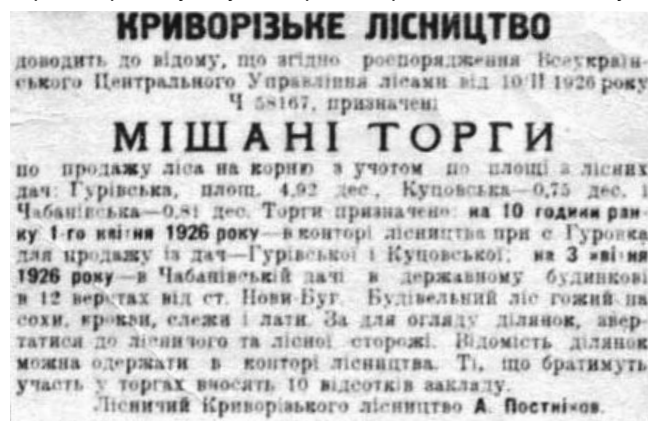 КРИВОРІЗЬКЕ ЛІСНИЦТВО
доводить до відому, що згідно роспорядження Всеукраїн-
ського Центрального Управління лісами від 10/II 1926 року
Ч 58167, призначені
МІШАНІ ТОРГИ
по продажу ліса на корню з учотом по площі з лісних
дач: Гурівська, площ. 4,92 дес., Куповська—0,75 дес. і
Чабанівська—0,81 дес. Торги призначено: на 10 години ран-
ку 1-го квітня 1926 року—в конторі лісництва при с Гуровка
для продажу із дач—Гурівської і Куповської; на 3 квітня
1926 року—в Чабанівській дачі в державному будинкові
в 12 верстах від ст. Нови-Буг. Будівельний ліс гожий на
сохи, крокви, слежи і лати. За для огляду ділянок, звер-
татися до лісничого та лісної сторожі. Відомість ділянок
можна одержати в конторі лісництва. Ті, що братимуть
участь у торгах вносять 10 відсотків закладу.
Лісничий Криворізького лісництво А. Постніков.